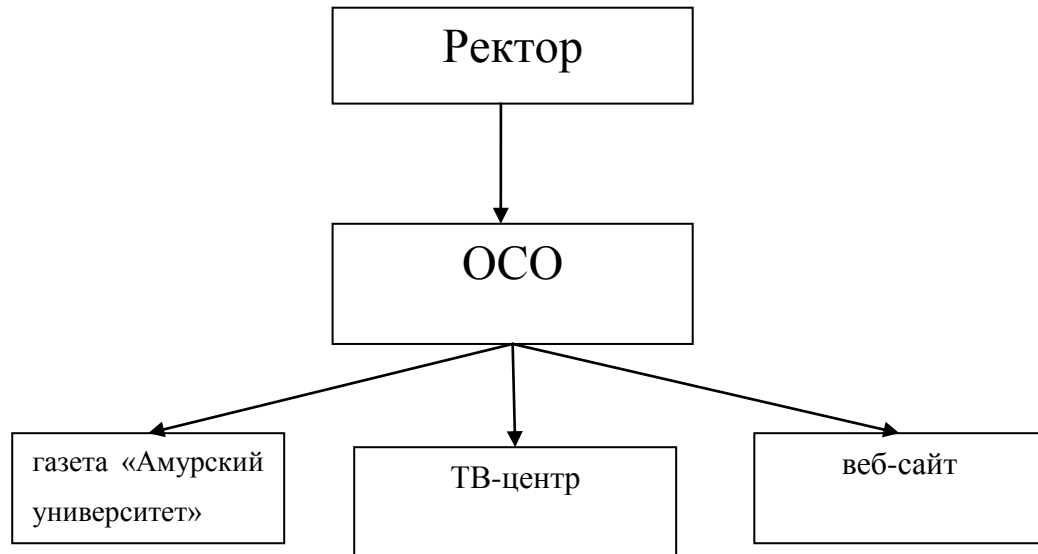 Ректор
ОСО
газета «Амурский
университет»
ТВ-центр
веб-сайт